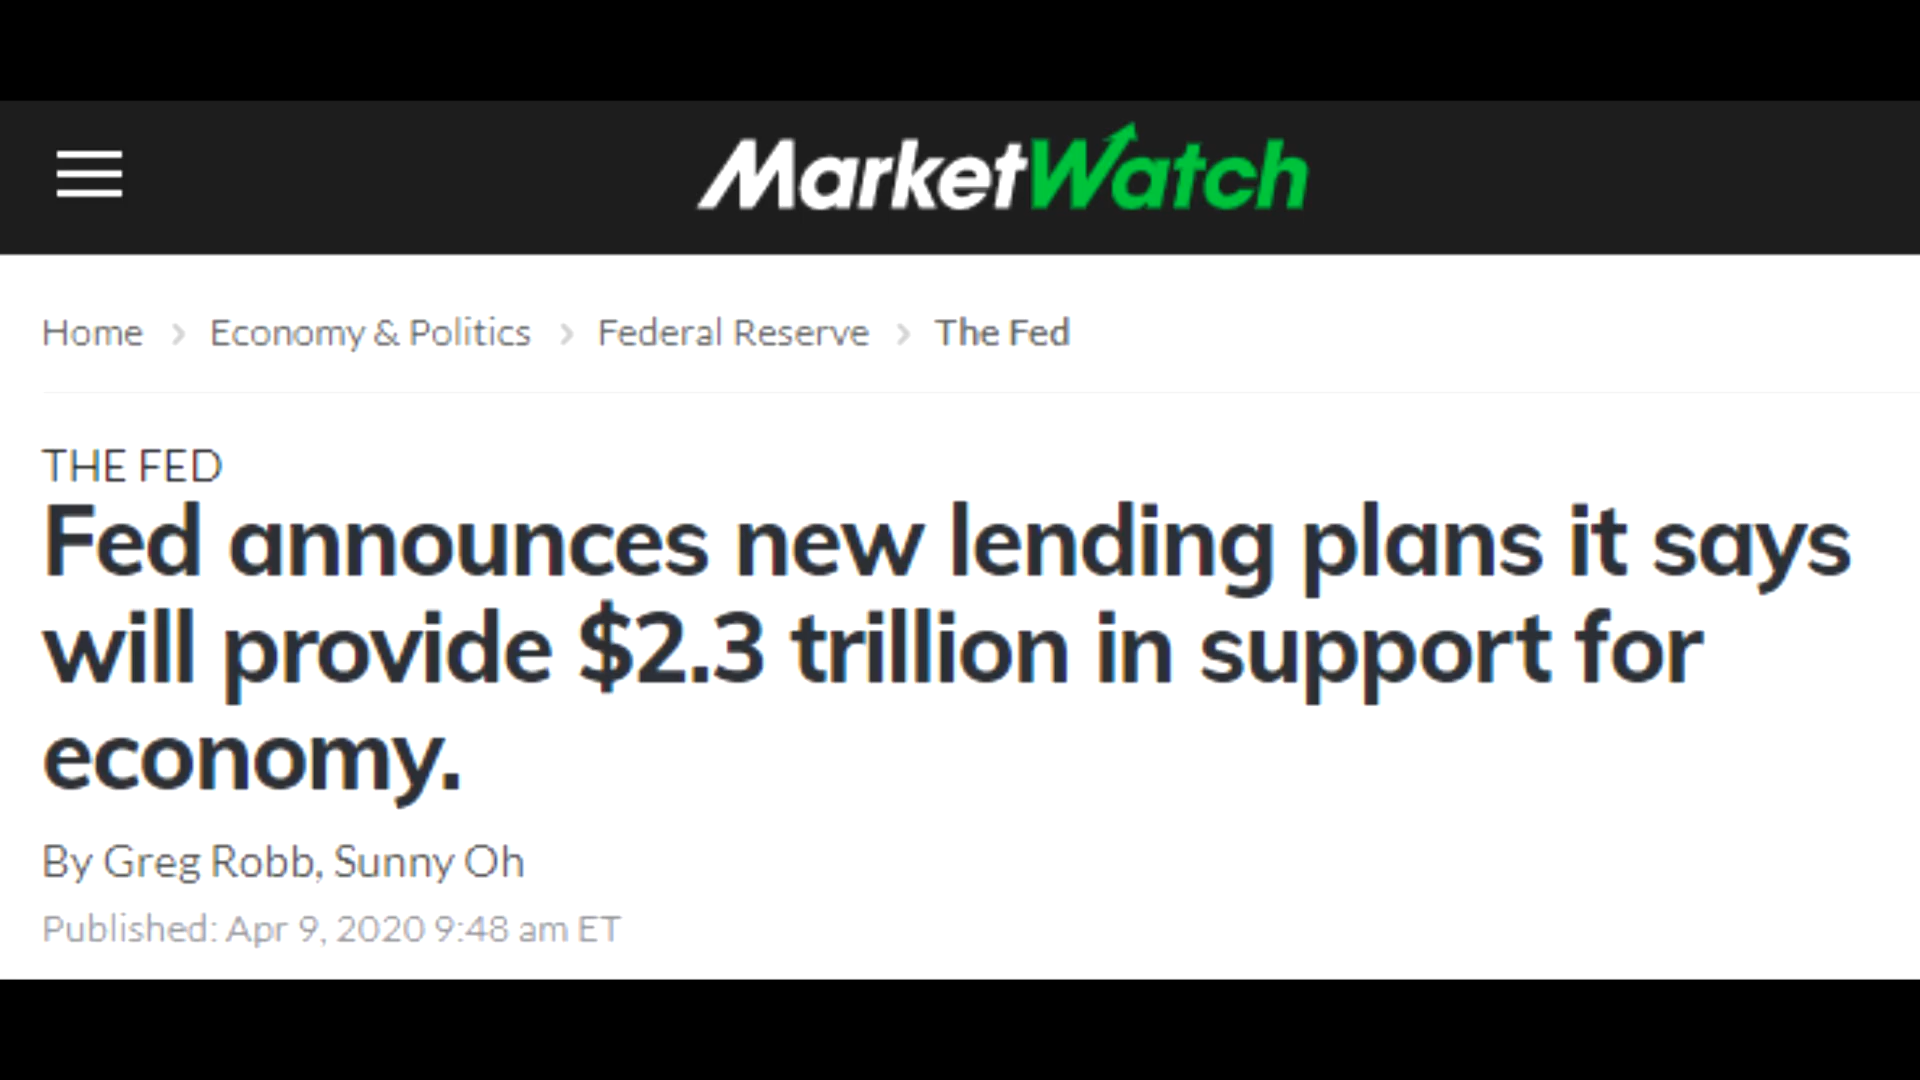 MarketWatch
Home > Economy & Politics > Federal Reserve > The Fed
THE FED
Fed announces new lending plans it says
will provide $2.3 trillion in support for
economy.
By Greg Robb, Sunny Oh
Published: Apr 9, 2020 9:48 am ET